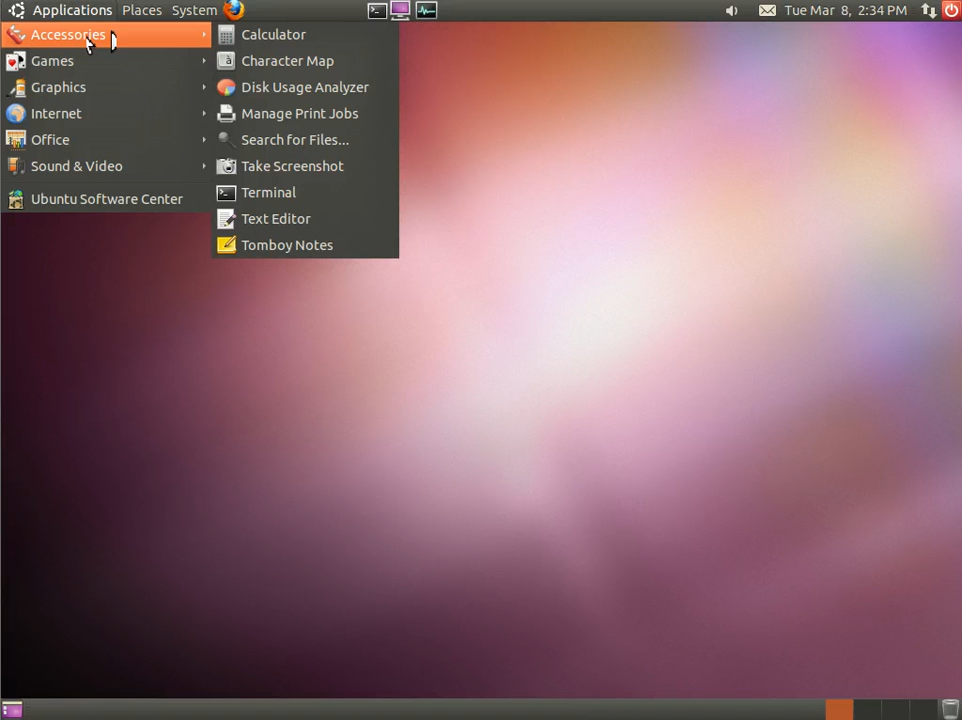 Applications Places System Tue Mar 8, 2:34 PM
Accessories
Games
Graphics
Internet
Office
Sound & Video
Ubuntu Software Center
Calculator
Character Map
Disk Usage Analyzer
Manage Print Jobs
Search for Files...
Take Screenshot
Terminal
Text Editor
Tomboy Notes